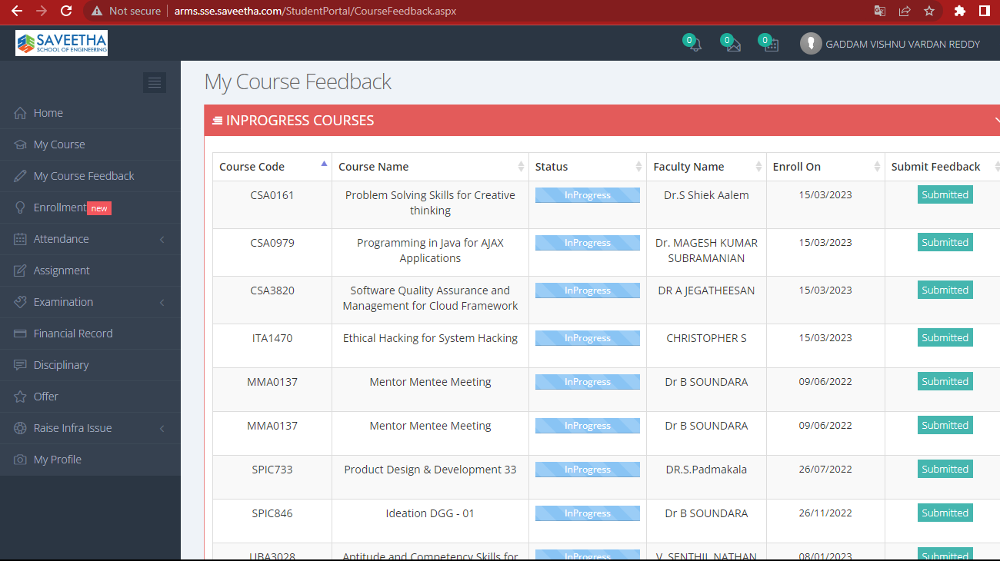 Not secure | arms.sse.saveetha.com/StudentPortal/CourseFeedback.aspx
SAVEETHA
SCHOOL OF ENGINEERING
0 0 0 GADDAM VISHNU VARDAN REDDY
Home
My Course
My Course Feedback
Enrollment new
Attendance
Assignment
Examination
Financial Record
Disciplinary
Offer
Raise Infra Issue
My Profile
My Course Feedback
INPROGRESS COURSES
Course Code Course Name Status Faculty Name Enroll On Submit Feedback
CSA0161 Problem Solving Skills for Creative InProgress Dr.S Shiek Aalem 15/03/2023 Submitted
thinking
CSA0979 Programming in Java for AJAX InProgress Dr. MAGESH KUMAR 15/03/2023 Submitted
Applications SUBRAMANIAN
CSA3820 Software Quality Assurance and InProgress DR A JEGATHEESAN 15/03/2023 Submitted
Management for Cloud Framework
ITA1470 Ethical Hacking for System Hacking InProgress CHRISTOPHER S 15/03/2023 Submitted
MMA0137 Mentor Mentee Meeting InProgress Dr B SOUNDARA 09/06/2022 Submitted
MMA0137 Mentor Mentee Meeting InProgress Dr B SOUNDARA 09/06/2022 Submitted
SPIC733 Product Design & Development 33 InProgress DR.S.Padmakala 26/07/2022 Submitted
SPIC846 Ideation DGG - 01 InProgress Dr B SOUNDARA 26/11/2022 Submitted
UBA3028 Aptitude and Competency Skills for InProgress V. SENTHIL NATHAN 08/01/2023 Submitted